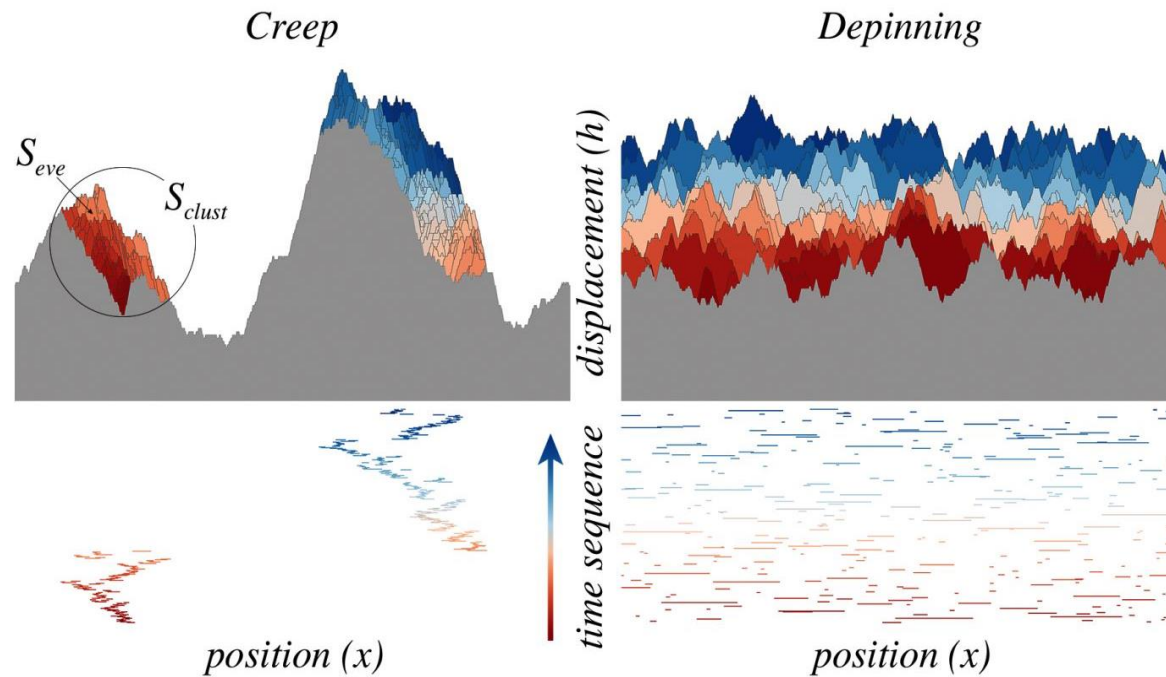 Creep
Depinning
S_eve
S_clust
displacement (h)
time sequence
position (x)
position (x)